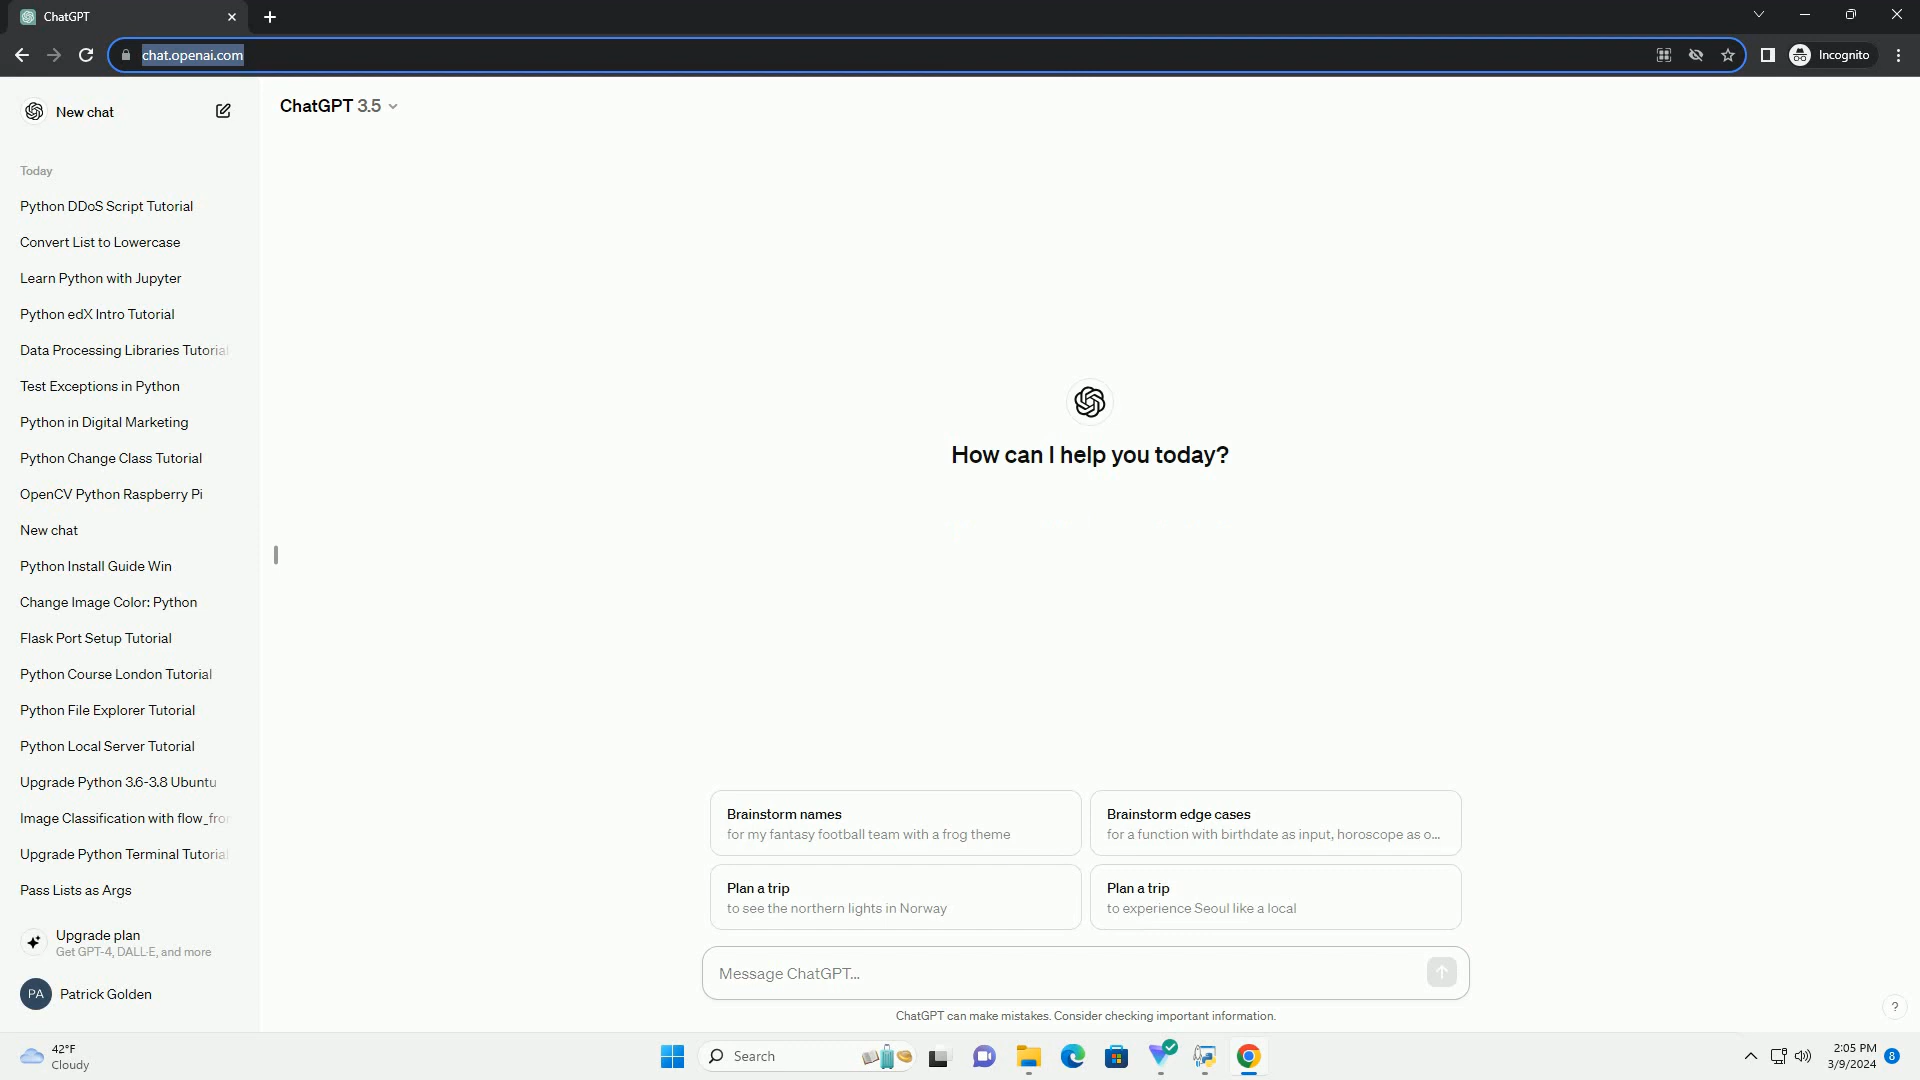 ChatGPT
chat.openai.com
Incognito
New chat
ChatGPT 3.5
Today
Python DDoS Script Tutorial
Convert List to Lowercase
Learn Python with Jupyter
Python edX Intro Tutorial
Data Processing Libraries Tutorial
Test Exceptions in Python
Python in Digital Marketing
Python Change Class Tutorial
OpenCV Python Raspberry Pi
New chat
Python Install Guide Win
Change Image Color: Python
Flask Port Setup Tutorial
Python Course London Tutorial
Python File Explorer Tutorial
Python Local Server Tutorial
Upgrade Python 3.6-3.8 Ubuntu
Image Classification with flow_fro
Upgrade Python Terminal Tutorial
Pass Lists as Args
Upgrade plan
Get GPT-4, DALL·E, and more
PA
Patrick Golden
How can I help you today?
Brainstorm names
for my fantasy football team with a frog theme
Brainstorm edge cases
for a function with birthdate as input, horoscope as o...
Plan a trip
to see the northern lights in Norway
Plan a trip
to experience Seoul like a local
Message ChatGPT...
ChatGPT can make mistakes. Consider checking important information.
?
42°F
Cloudy
Search
2:05 PM
3/9/2024
8